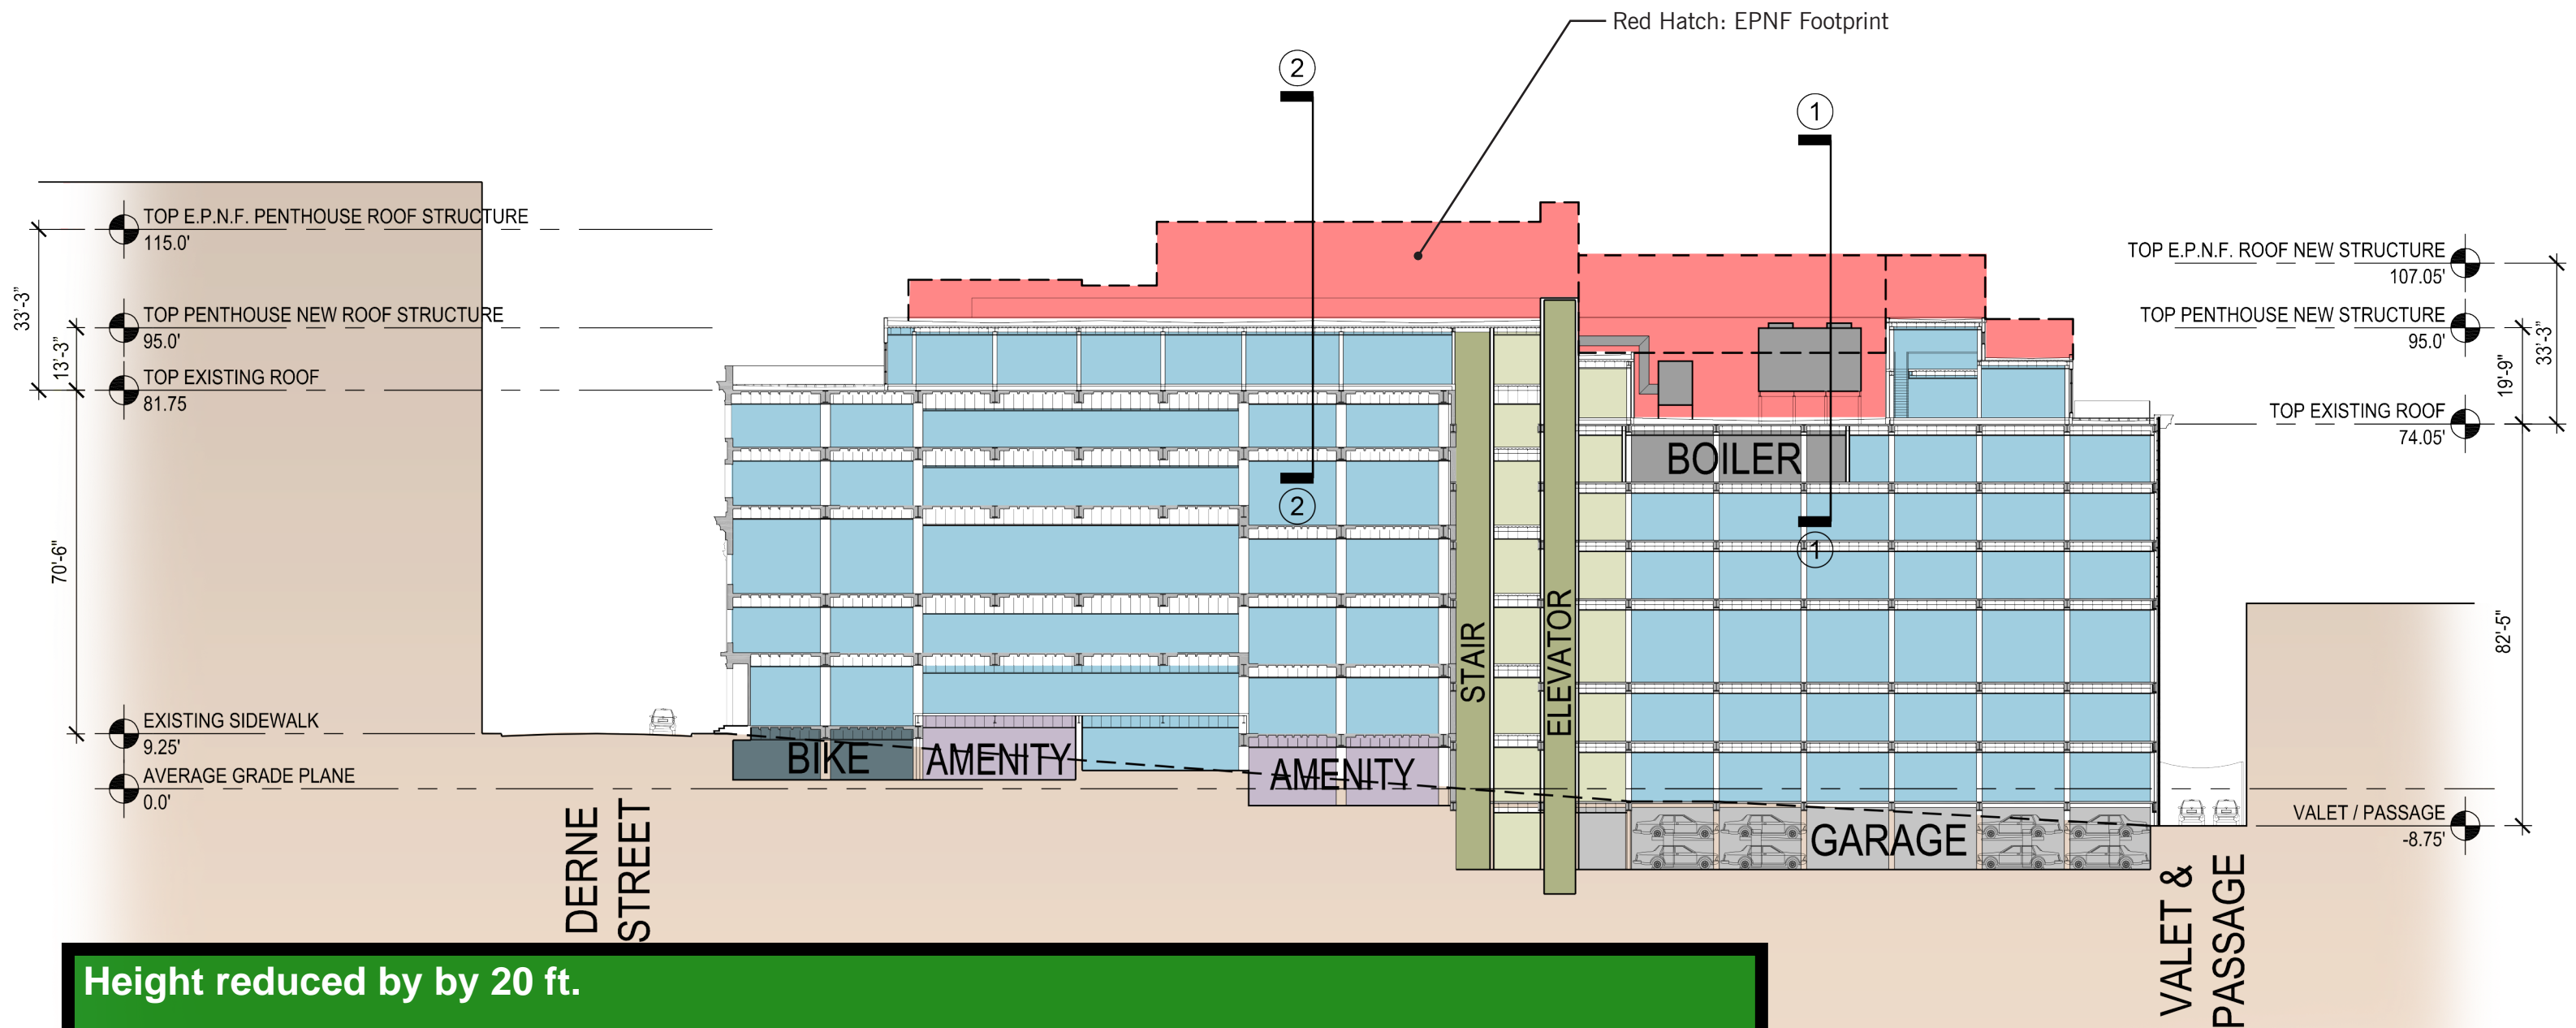 Red Hatch: EPNF Footprint
2
1
TOP E.P.N.F. PENTHOUSE ROOF STRUCTURE
115.0'
TOP E.P.N.F. ROOF NEW STRUCTURE
107.05'
33'-3"
TOP PENTHOUSE NEW ROOF STRUCTURE
95.0'
TOP PENTHOUSE NEW STRUCTURE
95.0'
33'-3"
13'-3"
TOP EXISTING ROOF
81.75
19'-9"
TOP EXISTING ROOF
74.05'
BOILER
2
1
70'-6"
STAIR
ELEVATOR
82'-5"
EXISTING SIDEWALK
9.25'
BIKE
AMENITY
AMENITY
AVERAGE GRADE PLANE
0.0'
GARAGE
VALET / PASSAGE
-8.75'
DERNE
STREET
VALET &
PASSAGE
Height reduced by by 20 ft.